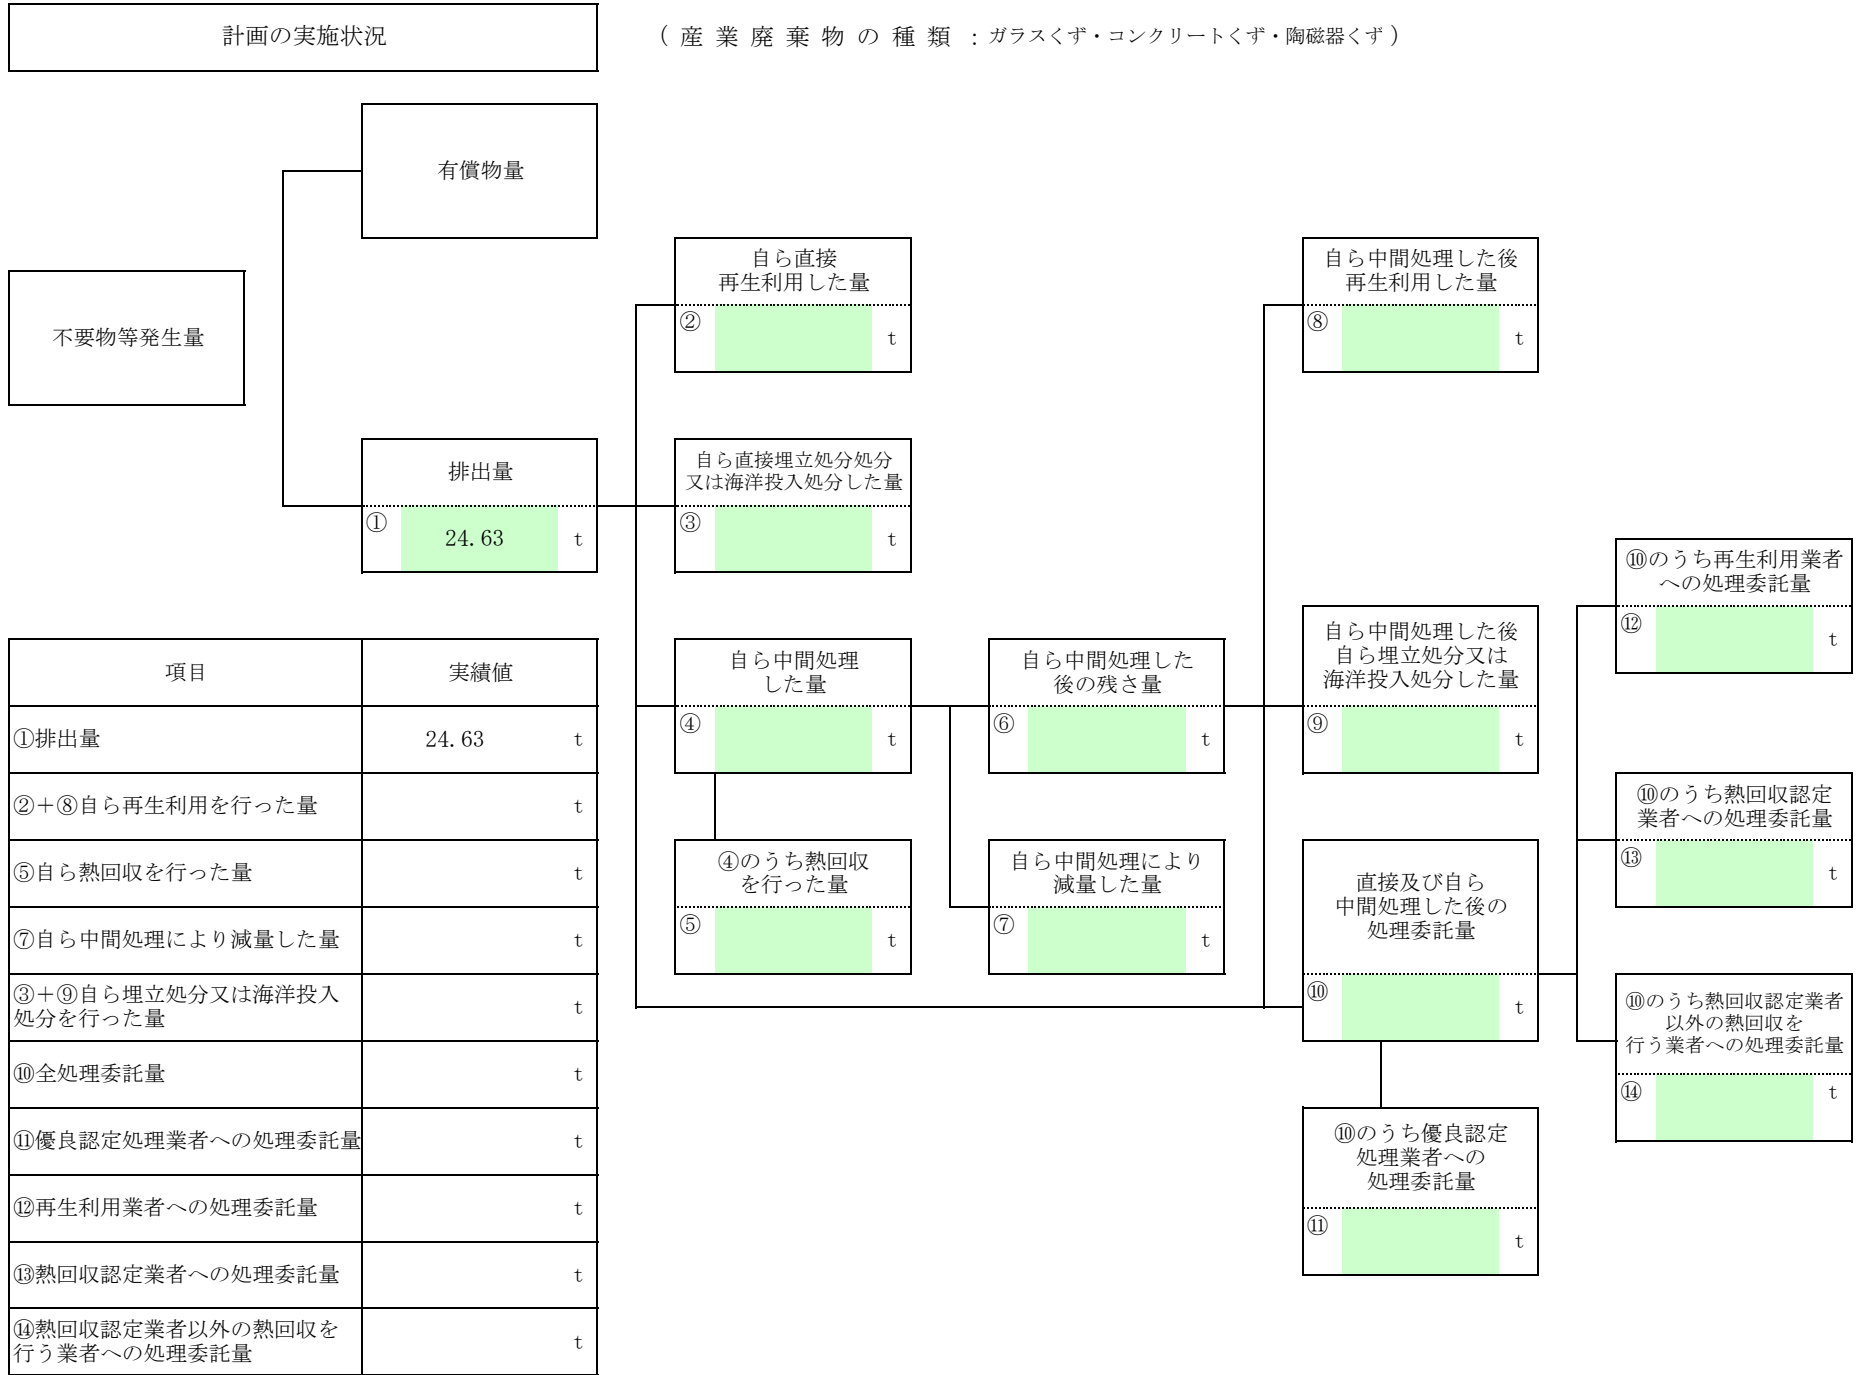 計画の実施状況
（産業廃棄物の種類：ガラスくず・コンクリートくず・陶磁器くず）
有償物量
不要物等発生量
排出量
① 24.63 t
自ら直接
再生利用した量
② t
自ら直接埋立処分処分
又は海洋投入処分した量
③ t
自ら中間処理
した量
④ t
④のうち熱回収
を行った量
⑤ t
自ら中間処理した
後の残さ量
⑥ t
自ら中間処理により
減量した量
⑦ t
自ら中間処理した後
再生利用した量
⑧ t
自ら中間処理した後
自ら埋立処分又は
海洋投入処分した量
⑨ t
直接及び自ら
中間処理した後の
処理委託量
⑩ t
⑩のうち優良認定
処理業者への
処理委託量
⑪ t
⑩のうち再生利用業者
への処理委託量
⑫ t
⑩のうち熱回収認定
業者への処理委託量
⑬ t
⑩のうち熱回収認定業者
以外の熱回収を
行う業者への処理委託量
⑭ t
項目 実績値
①排出量 24.63 t
②＋⑧自ら再生利用を行った量 t
⑤自ら熱回収を行った量 t
⑦自ら中間処理により減量した量 t
③＋⑨自ら埋立処分又は海洋投入
処分を行った量 t
⑩全処理委託量 t
⑪優良認定処理業者への処理委託量 t
⑫再生利用業者への処理委託量 t
⑬熱回収認定業者への処理委託量 t
⑭熱回収認定業者以外の熱回収を
行う業者への処理委託量 t